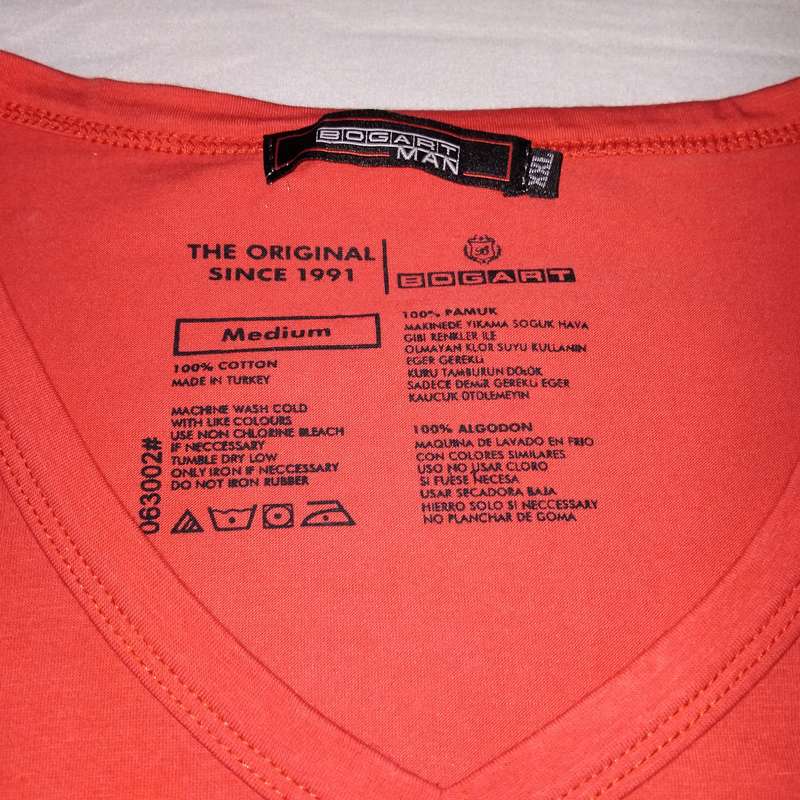 BOGART
MAN
XXL
THE ORIGINAL
SINCE 1991
BOGART
Medium
100% COTTON
MADE IN TURKEY
MACHINE WASH COLD
WITH LIKE COLOURS
USE NON CHLORINE BLEACH
IF NECCESSARY
TUMBLE DRY LOW
ONLY IRON IF NECCESSARY
DO NOT IRON RUBBER
063002#
100% PAMUK
MAKINEDE YIKAMA SOGUK HAVA
GIBI RENKLER ILE
OLMAYAN KLOR SUYU KULLANIN
EGER GEREKLI
KURU TAMBURUN DÖLÖK
SADECE DEMIR GEREKLI EGER
KAUCUK OTOLEMEYIN
100% ALGODON
MAQUINA DE LAVADO EN FRIO
CON COLORES SIMILARES
USO NO USAR CLORO
SI FUESE NECESA
USAR SECADORA BAJA
HIERRO SOLO SI NECCESSARY
NO PLANCHAR DE GOMA